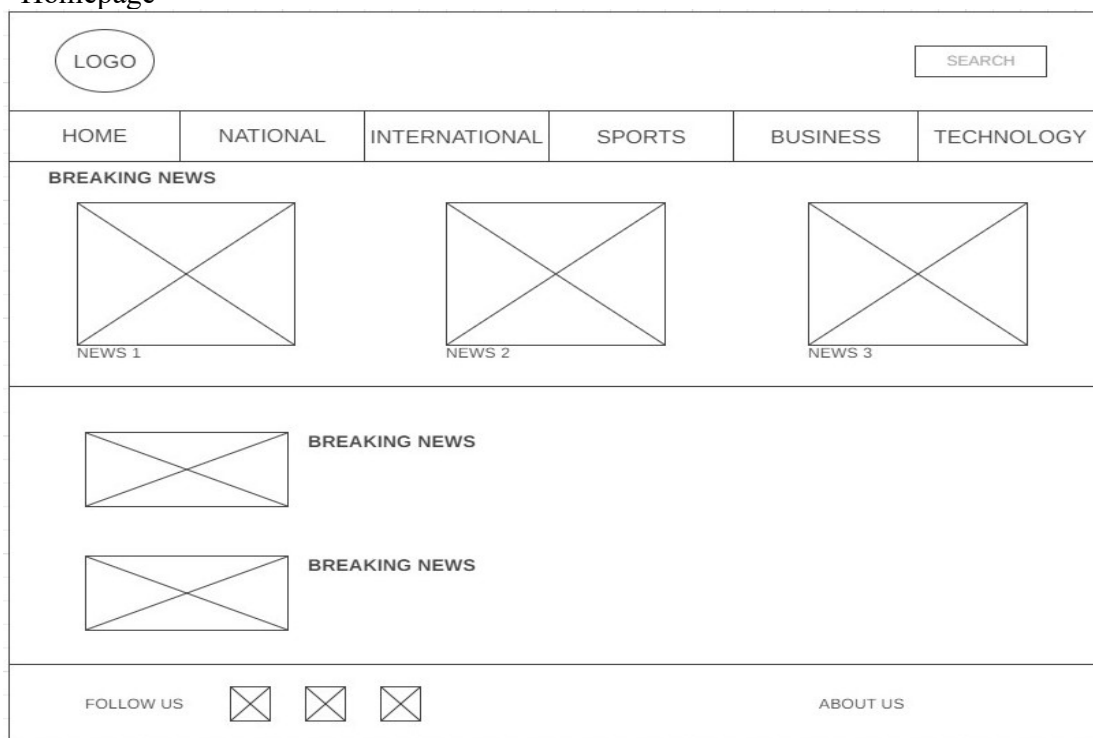 Homepage
LOGO
SEARCH
HOME NATIONAL INTERNATIONAL SPORTS BUSINESS TECHNOLOGY
BREAKING NEWS
NEWS 1 NEWS 2 NEWS 3
BREAKING NEWS
BREAKING NEWS
FOLLOW US ABOUT US